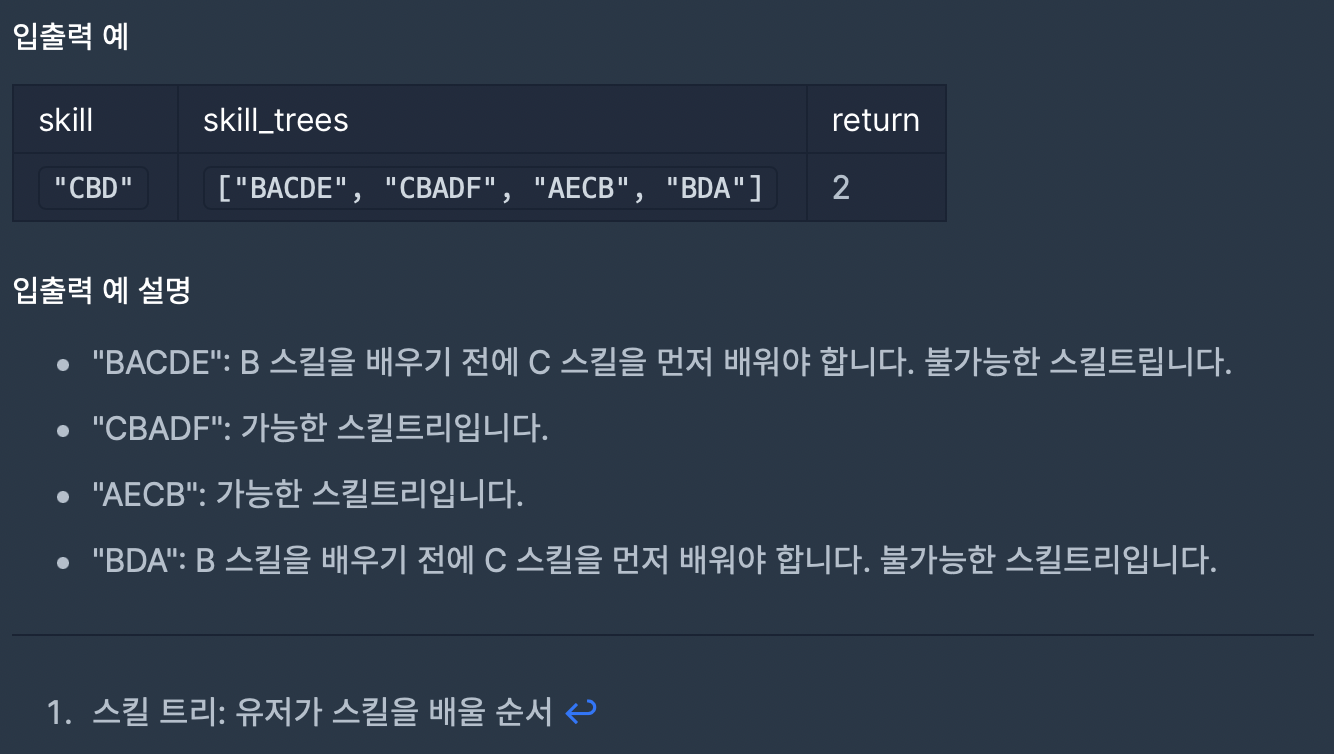 입출력 예
skill skill_trees return
"CBD" ["BACDE", "CBADF", "AECB", "BDA"] 2
입출력 예 설명
• "BACDE": B 스킬을 배우기 전에 C 스킬을 먼저 배워야 합니다. 불가능한 스킬트립니다.
• "CBADF": 가능한 스킬트리입니다.
• "AECB": 가능한 스킬트리입니다.
• "BDA": B 스킬을 배우기 전에 C 스킬을 먼저 배워야 합니다. 불가능한 스킬트리입니다.
1. 스킬 트리: 유저가 스킬을 배울 순서 ↩